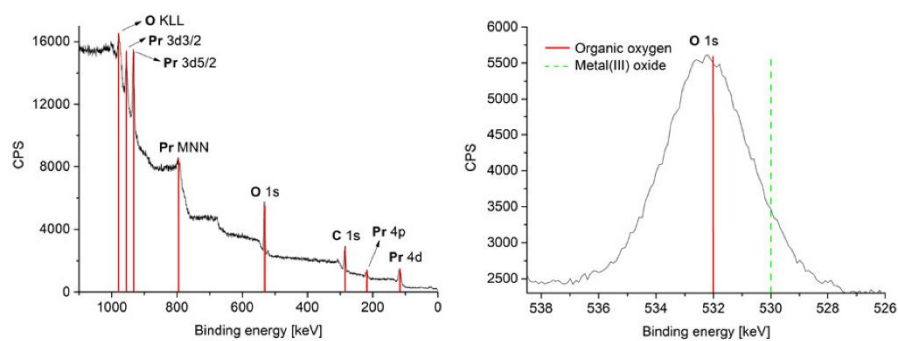 O KLL
Pr 3d3/2
Pr 3d5/2
Pr MNN
O 1s
C 1s
Pr 4p
Pr 4d
CPS
16000
12000
8000
4000
0
1000 800 600 400 200 0
Binding energy [keV]
O 1s
Organic oxygen
Metal(III) oxide
CPS
5500
5000
4500
4000
3500
3000
2500
538 536 534 532 530 528 526
Binding energy [keV]